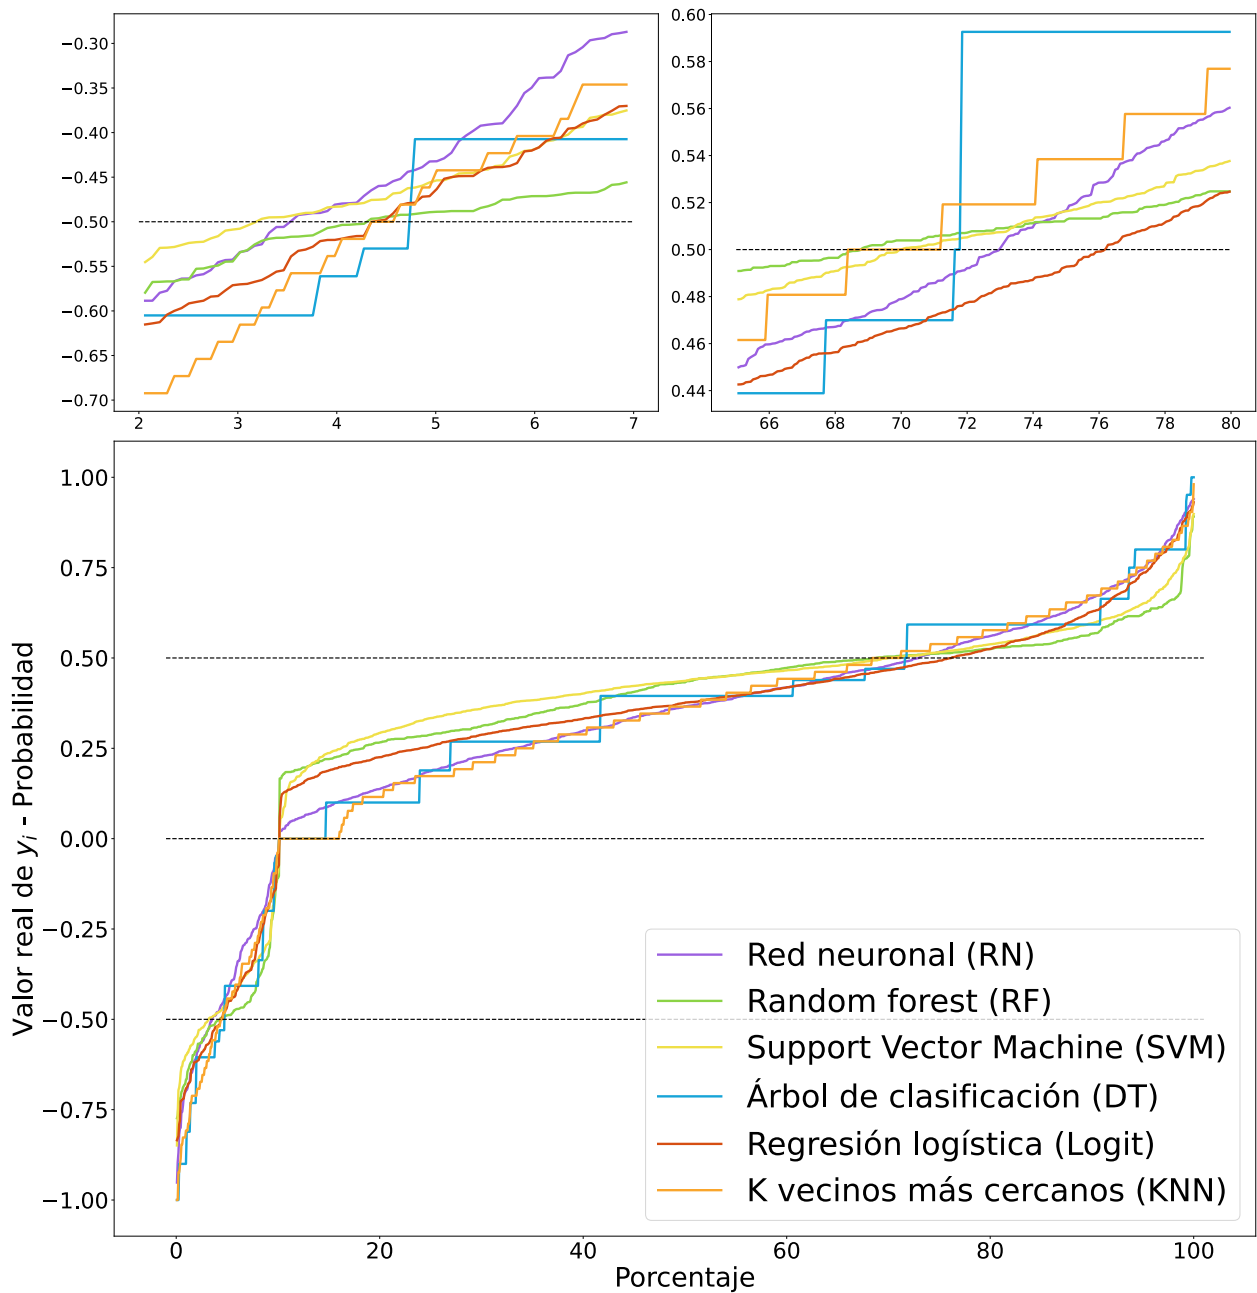 −0.30
−0.35
−0.40
−0.45
−0.50
−0.55
−0.60
−0.65
−0.70
2 3 4 5 6 7
0.60
0.58
0.56
0.54
0.52
0.50
0.48
0.46
0.44
66 68 70 72 74 76 78 80
Valor real de y_i - Probabilidad
1.00
0.75
0.50
0.25
0.00
−0.25
−0.50
−0.75
−1.00
Red neuronal (RN)
Random forest (RF)
Support Vector Machine (SVM)
Árbol de clasificación (DT)
Regresión logística (Logit)
K vecinos más cercanos (KNN)
0 20 40 60 80 100
Porcentaje